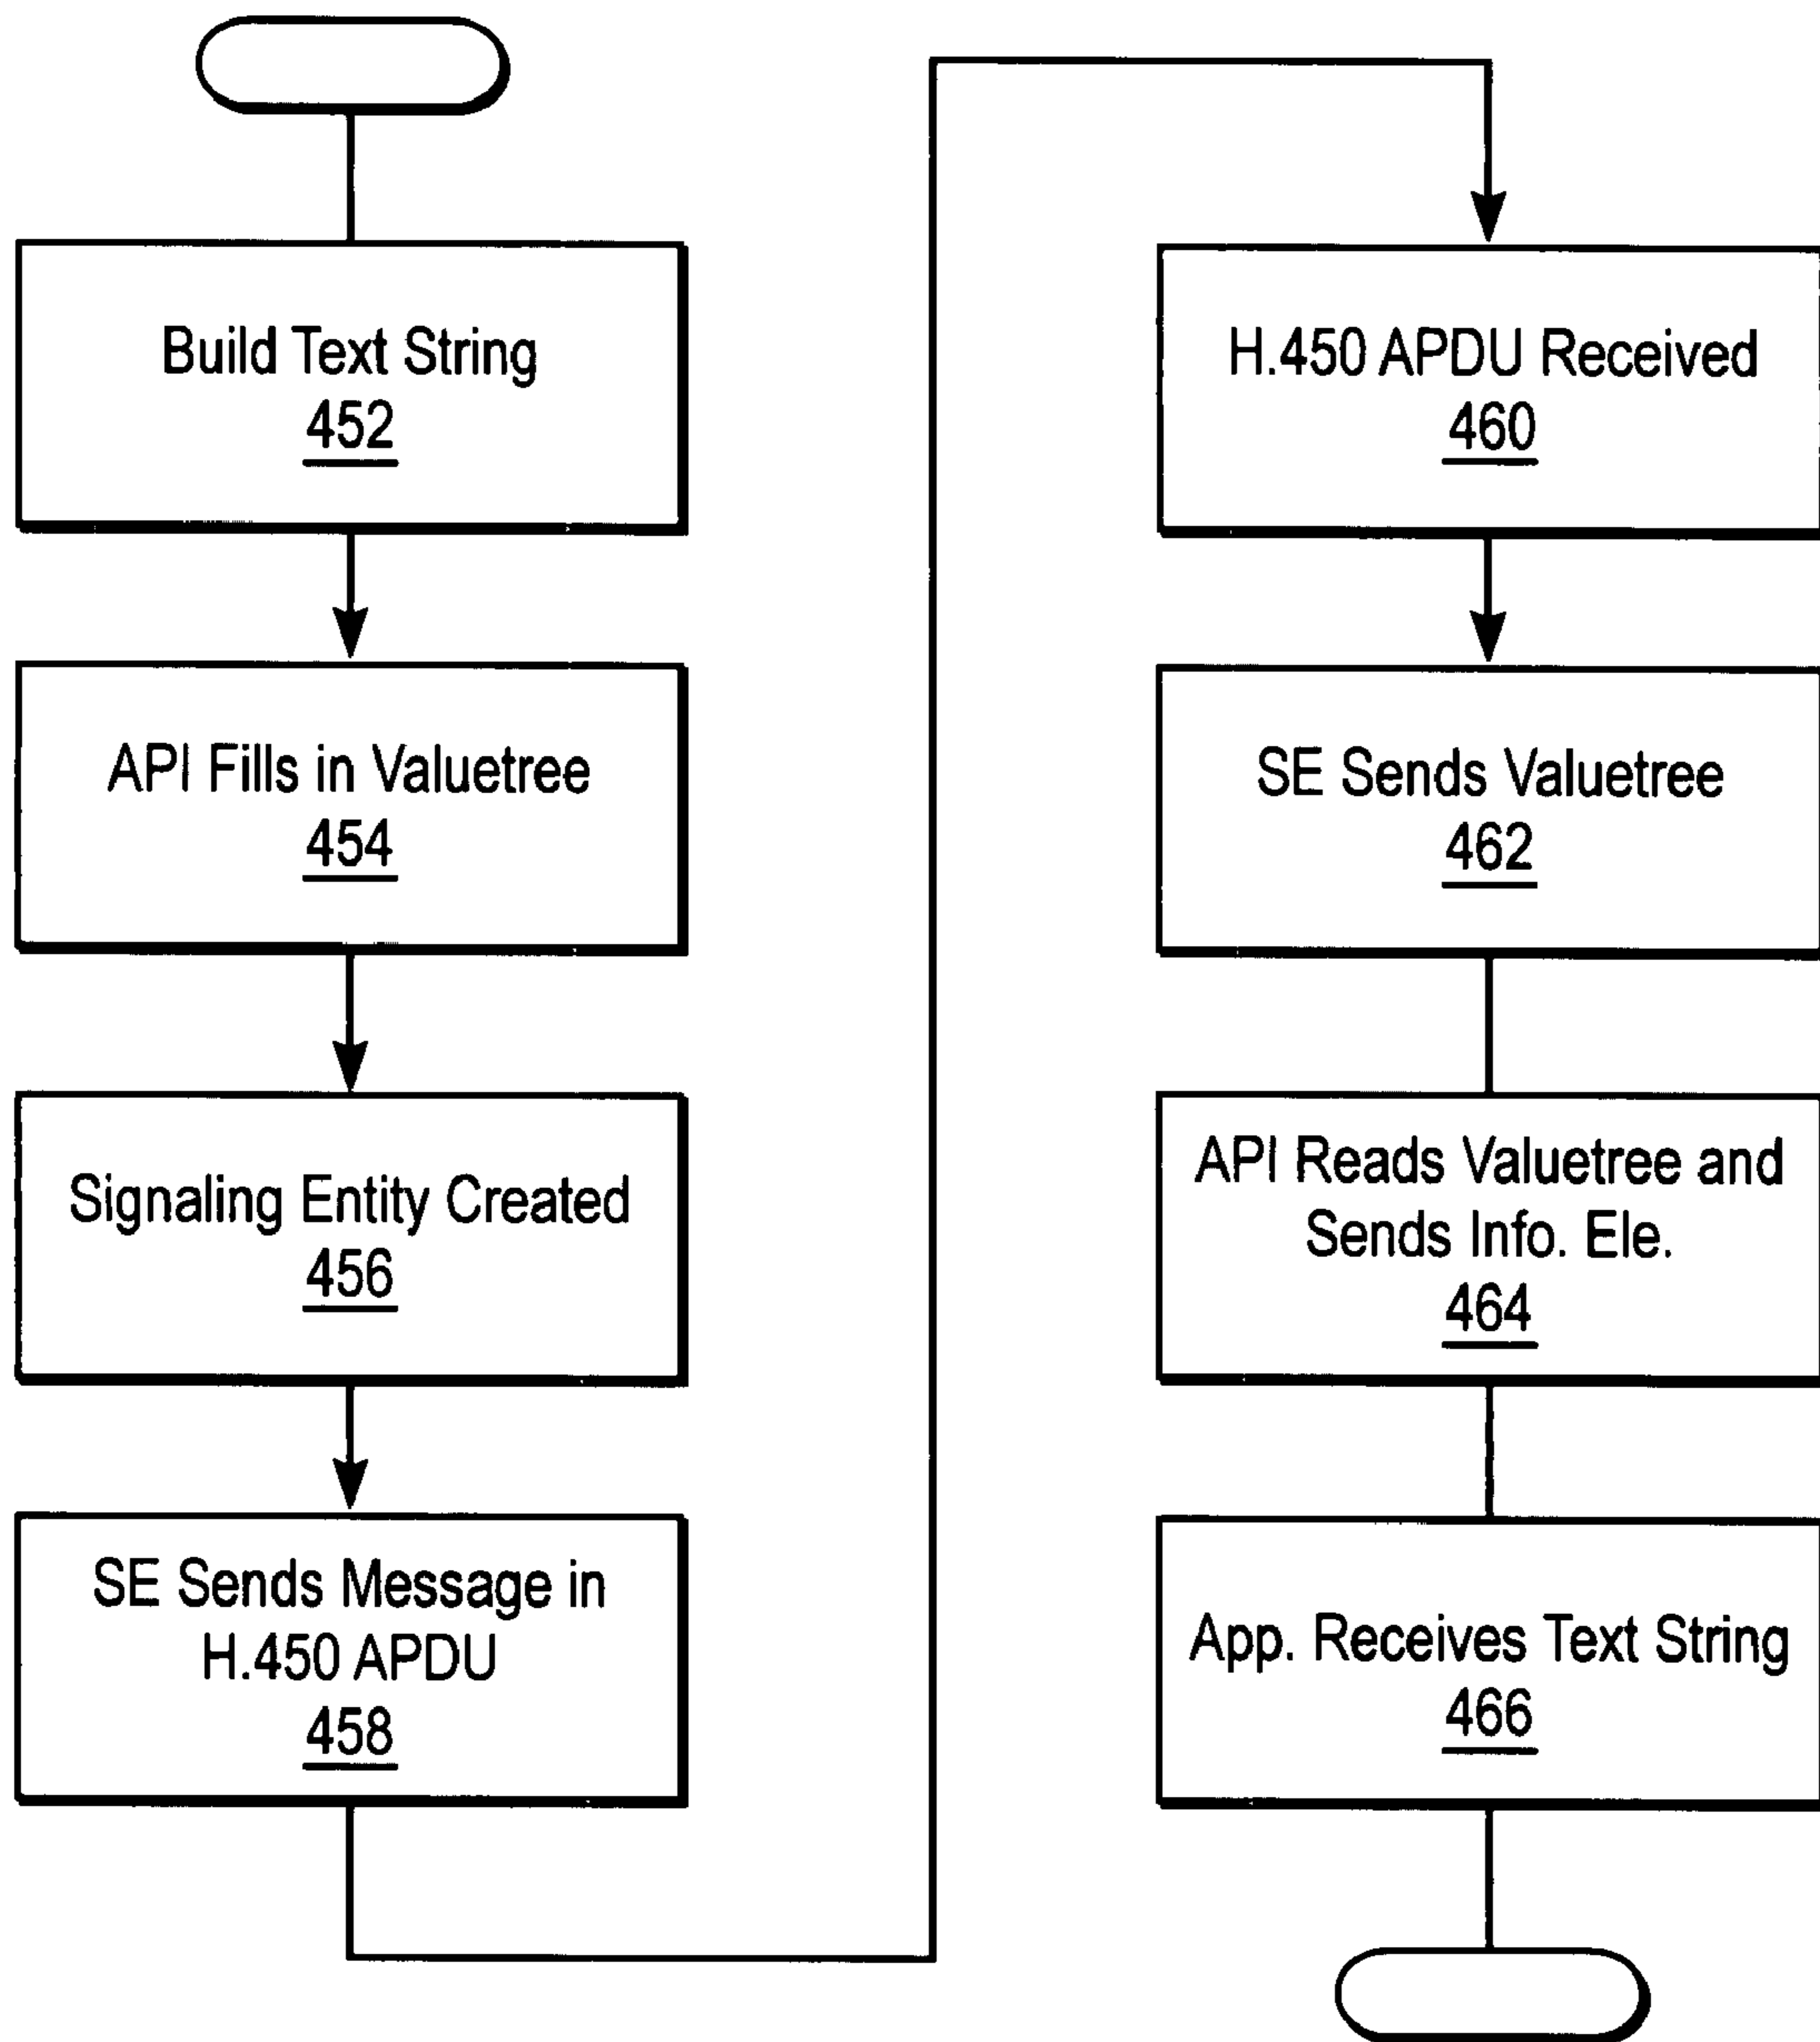 Build Text String
452
API Fills in Valuetree
454
Signaling Entity Created
456
SE Sends Message in
H.450 APDU
458
H.450 APDU Received
460
SE Sends Valuetree
462
API Reads Valuetree and
Sends Info. Ele.
464
App. Receives Text String
466